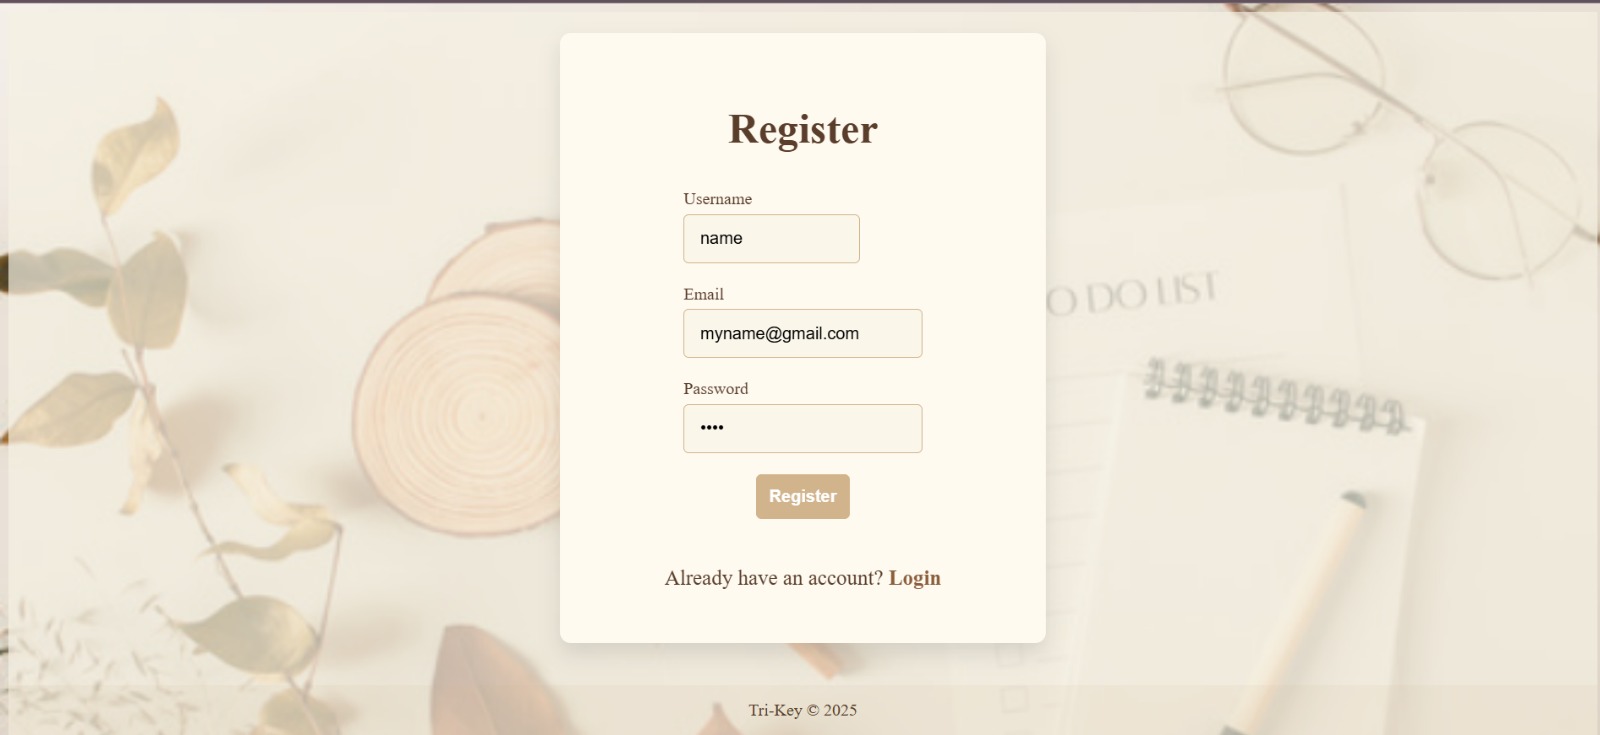 Register
Username
name
Email
myname@gmail.com
O DO LIST
Password
••••
Register
Already have an account? Login
Tri-Key © 2025